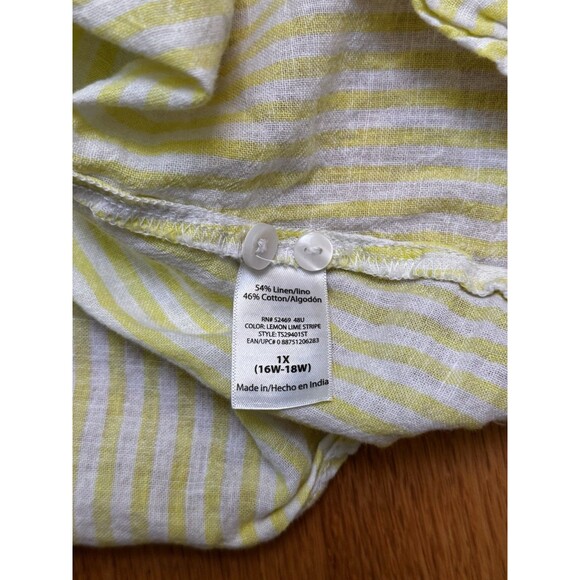 54% Linen/lino
46% Cotton/Algodón
RN# 52469 48U
COLOR: LEMON LIME STRIPE
STYLE: TS29401ST
EAN/UPC# 0 88751206283
1X
(16W-18W)
Made in/Hecho en India